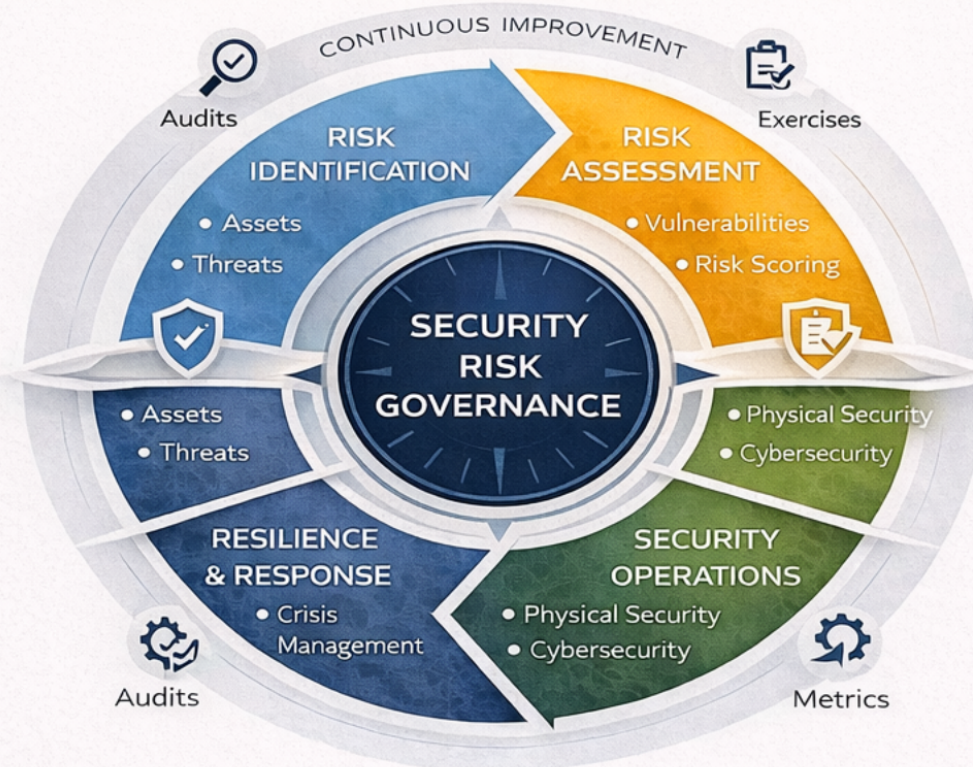 CONTINUOUS IMPROVEMENT
Audits
Exercises
RISK
IDENTIFICATION
• Assets
• Threats
RISK
ASSESSMENT
• Vulnerabilities
• Risk Scoring
SECURITY
RISK
GOVERNANCE
• Assets
• Threats
• Physical Security
• Cybersecurity
RESILIENCE
& RESPONSE
• Crisis
Management
SECURITY
OPERATIONS
• Physical Security
• Cybersecurity
Audits
Metrics